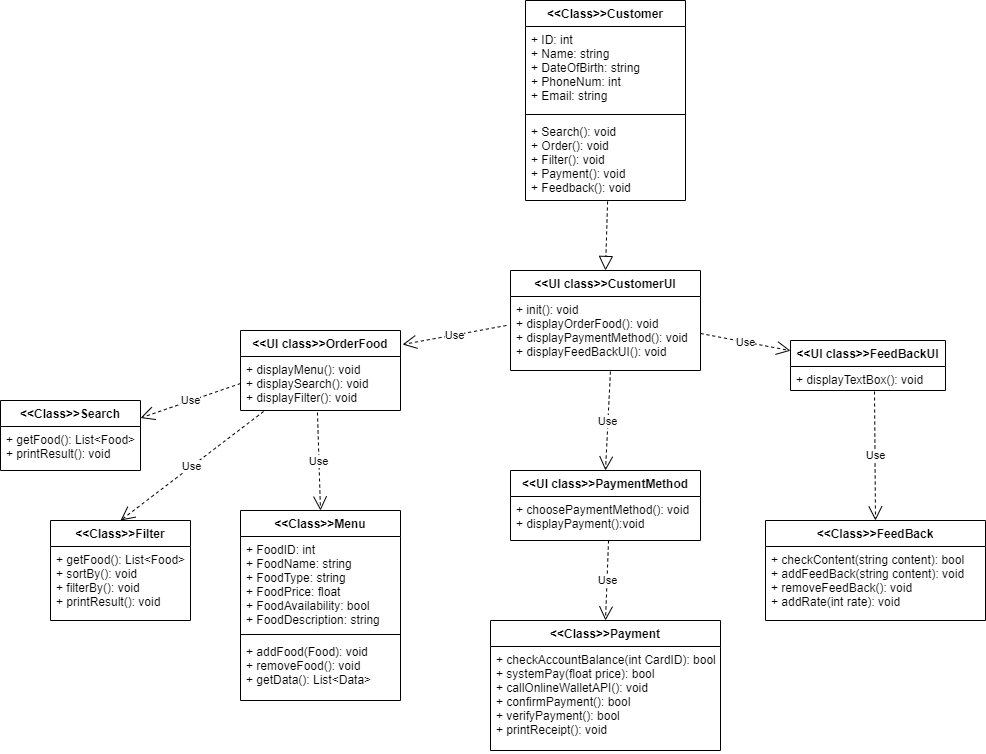 <<Class>>Customer
+ ID: int
+ Name: string
+ DateOfBirth: string
+ PhoneNum: int
+ Email: string
+ Search(): void
+ Order(): void
+ Filter(): void
+ Payment(): void
+ Feedback(): void
<<UI class>>CustomerUI
+ init(): void
+ displayOrderFood(): void
+ displayPaymentMethod(): void
+ displayFeedBackUI(): void
Use
Use
Use
<<UI class>>OrderFood
+ displayMenu(): void
+ displaySearch(): void
+ displayFilter(): void
<<UI class>>FeedBackUI
+ displayTextBox(): void
Use
Use
Use
<<Class>>Search
+ getFood(): List<Food>
+ printResult(): void
<<UI class>>PaymentMethod
+ choosePaymentMethod(): void
+ displayPayment():void
Use
Use
<<Class>>Filter
+ getFood(): List<Food>
+ sortBy(): void
+ filterBy(): void
+ printResult(): void
<<Class>>Menu
+ FoodID: int
+ FoodName: string
+ FoodType: string
+ FoodPrice: float
+ FoodAvailability: bool
+ FoodDescription: string
+ addFood(Food): void
+ removeFood(): void
+ getData(): List<Data>
<<Class>>Payment
+ checkAccountBalance(int CardID): bool
+ systemPay(float price): bool
+ callOnlineWalletAPI(): void
+ confirmPayment(): bool
+ verifyPayment(): bool
+ printReceipt(): void
<<Class>>FeedBack
+ checkContent(string content): bool
+ addFeedBack(string content): void
+ removeFeedBack(): void
+ addRate(int rate): void